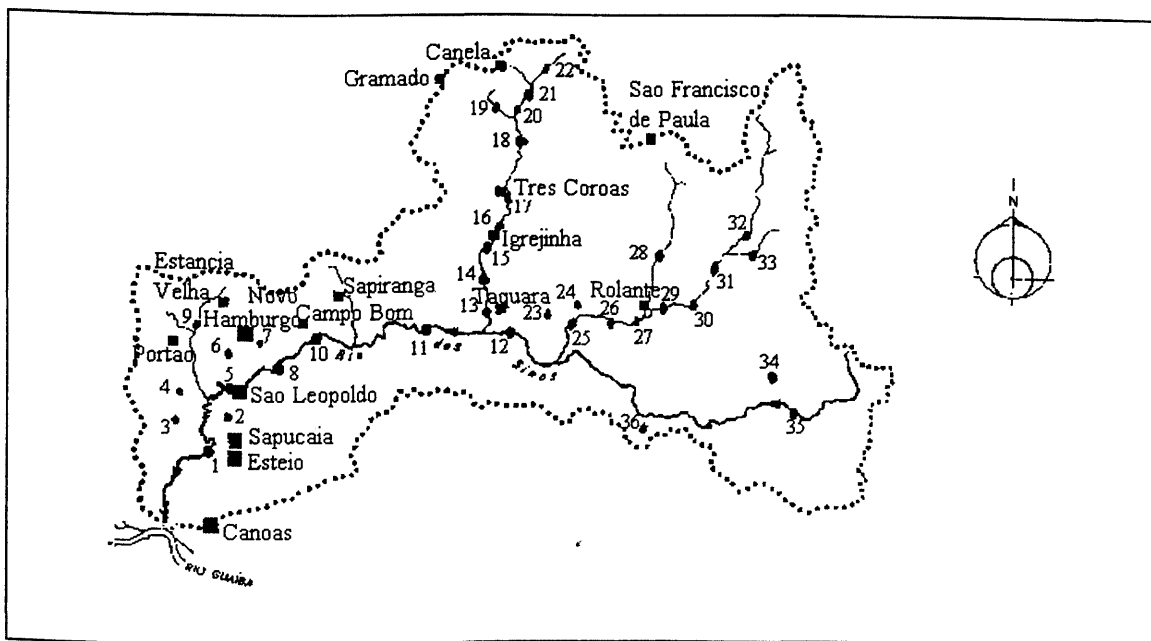 Canela
Gramado
22
21
19
20
Sao Francisco
de Paula
18
Tres Coroas
17
16
Igrejinha
15
32
28
33
31
14
Estancia
Velha
Novo
Hamburgo
Sapiranga
Campo Bom
13
Taquara
23
24
Rolante
29
25
26
27
30
9
7
6
Portao
10
11
12
Rio
dos
Sinos
8
5
4
Sao Leopoldo
34
3
2
36
35
Sapucaia
1
Esteio
Canoas
RIO GUAIBA
N